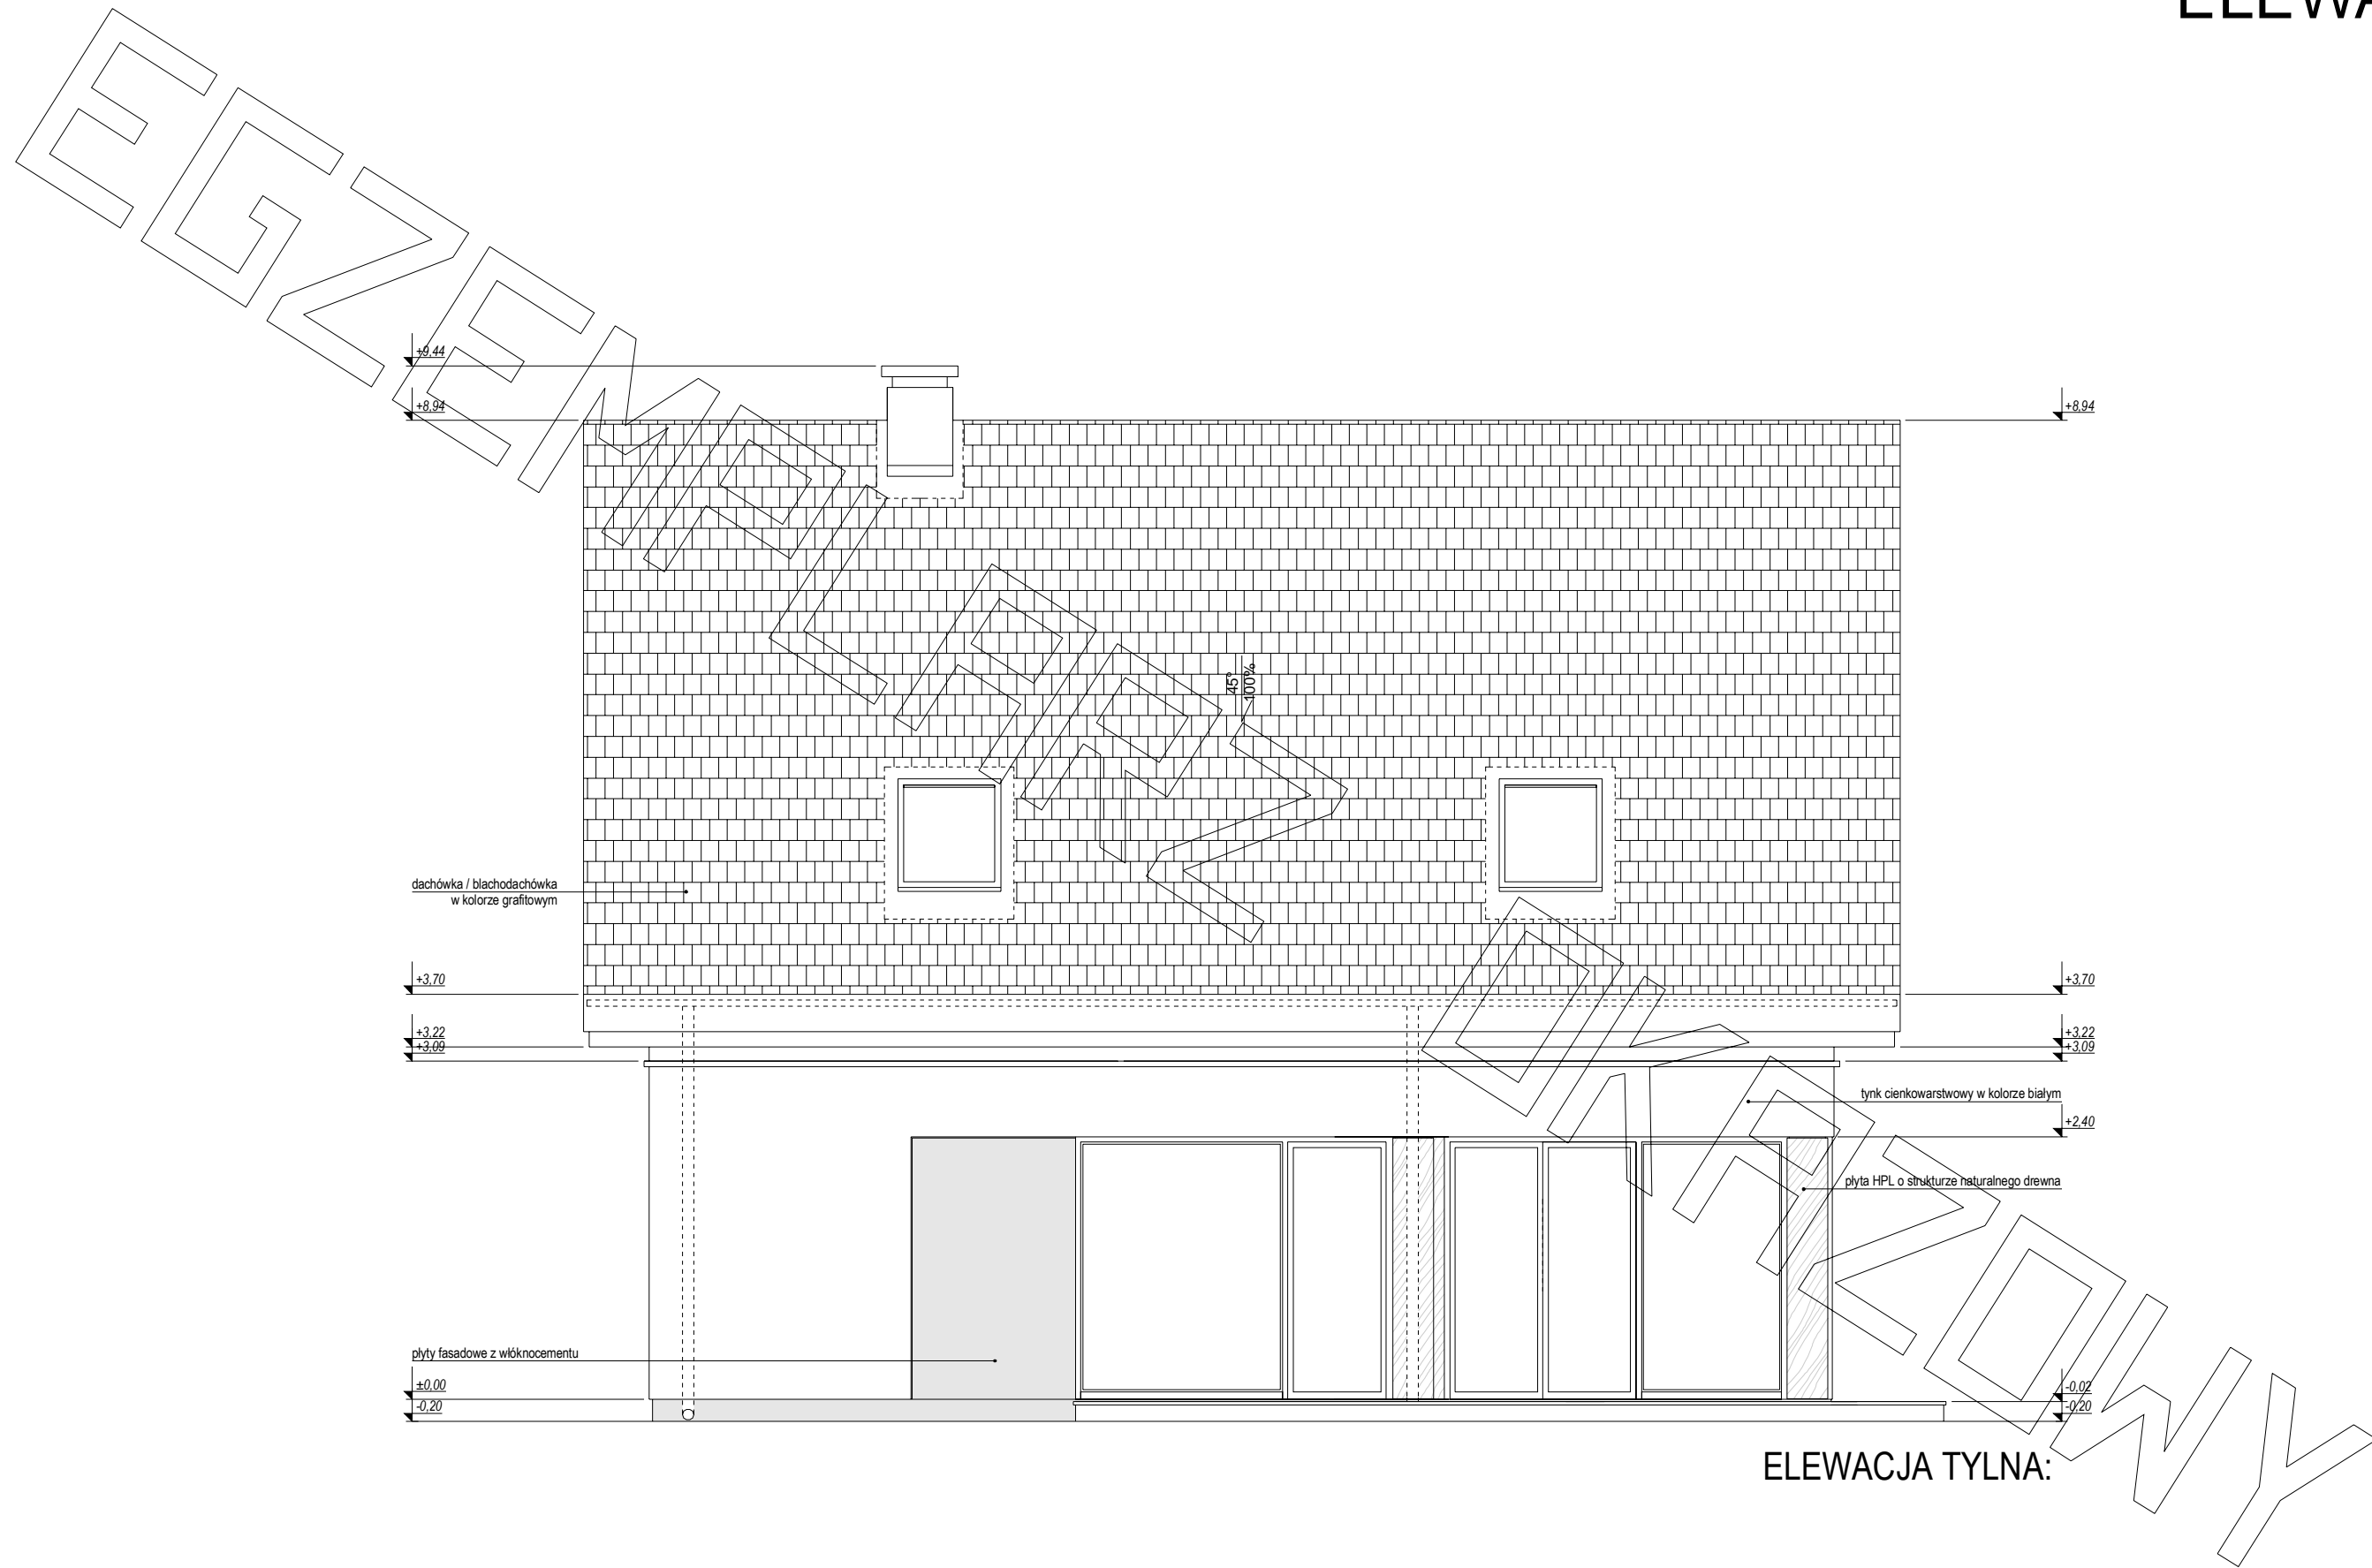 ELEWA
EGZEMPLARZ OKAZOWY
+9,44
+8,94
+8,94
45°
100%
dachówka / blachodachówka
w kolorze grafitowym
+3,70
+3,70
+3,22
+3,22
+3,09
+3,09
tynk cienkowarstwowy w kolorze białym
+2,40
płyta HPL o strukturze naturalnego drewna
płyty fasadowe z włóknocementu
±0,00
-0,02
-0,20
-0,20
ELEWACJA TYLNA: